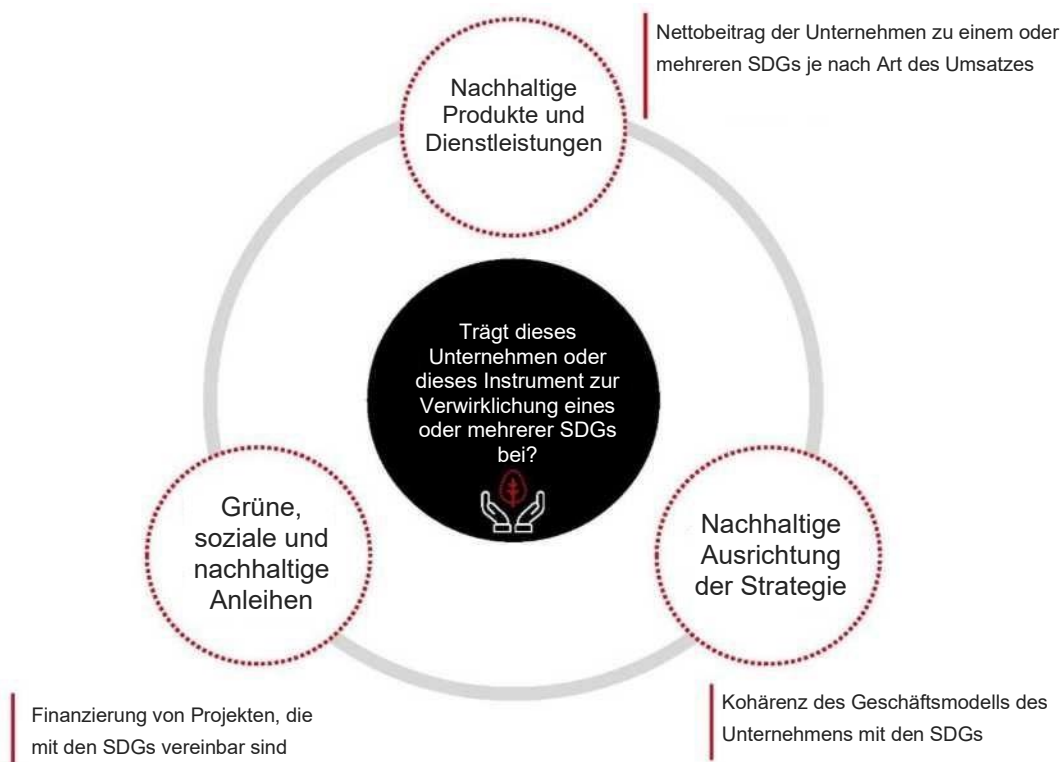 Nettobeitrag der Unternehmen zu einem oder
mehreren SDGs je nach Art des Umsatzes
Nachhaltige
Produkte und
Dienstleistungen
Trägt dieses
Unternehmen oder
dieses Instrument zur
Verwirklichung eines
oder mehrerer SDGs
bei?
Grüne,
soziale und
nachhaltige
Anleihen
Nachhaltige
Ausrichtung
der Strategie
Finanzierung von Projekten, die
mit den SDGs vereinbar sind
Kohärenz des Geschäftsmodells des
Unternehmens mit den SDGs